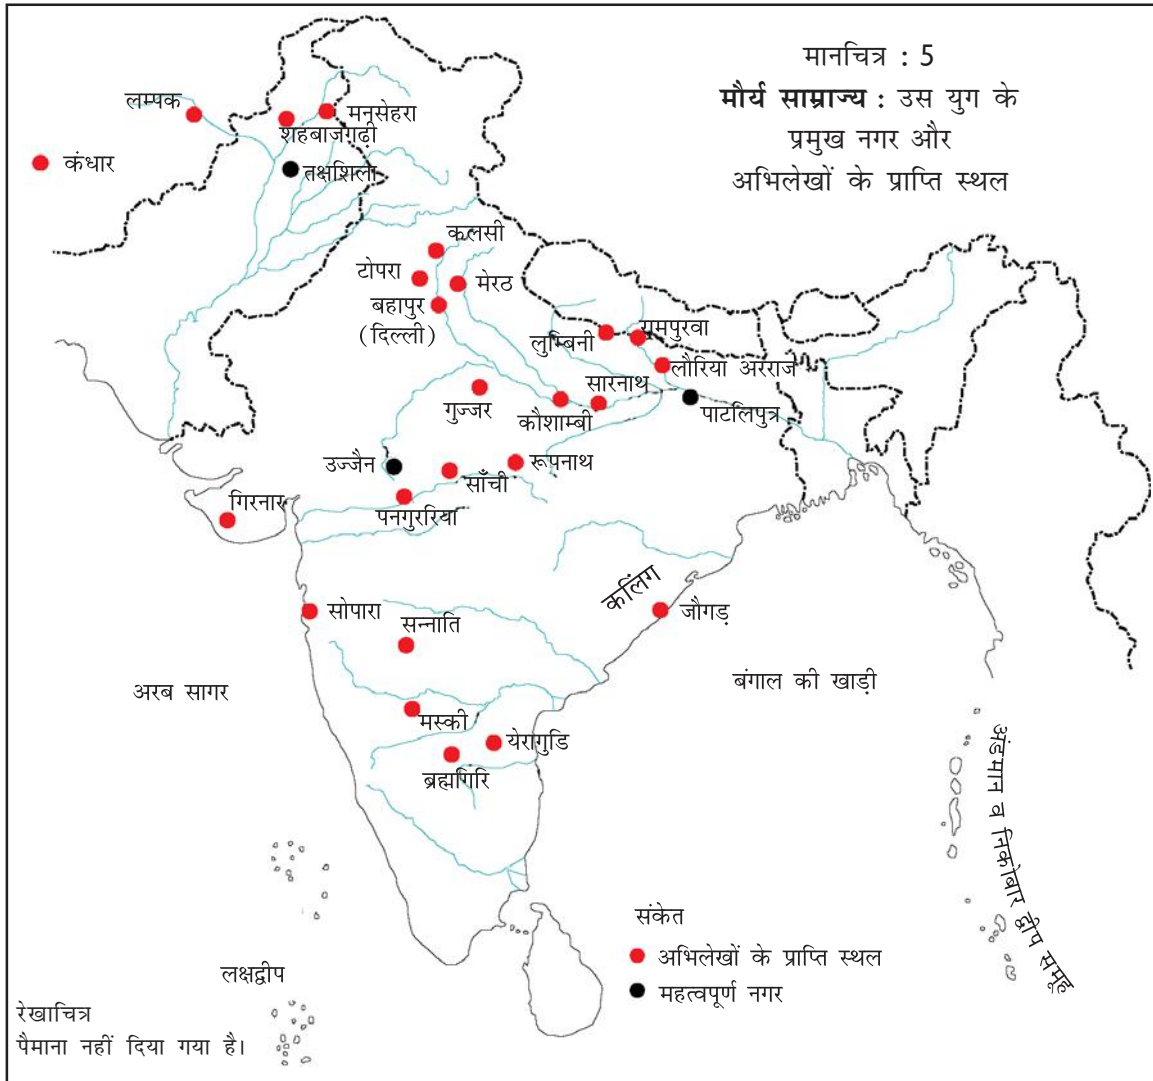 मानचित्र : 5
मौर्य साम्राज्य : उस युग के
प्रमुख नगर और
अभिलेखों के प्राप्ति स्थल
लम्पक
मनसेहरा
शहबाजगढ़ी
कंधार
तक्षशिला
कलसी
टोपरा
मेरठ
बहापुर
(दिल्ली)
लुम्बिनी
रामपुरवा
लौरिया अरराज
सारनाथ
गुज्जर
कौशाम्बी
पाटलिपुत्र
उज्जैन
साँची
रूपनाथ
गिरनार
पनगुररिया
कलिंग
सोपारा
जौगड़
सन्नाति
अरब सागर
बंगाल की खाड़ी
मस्की
येरागुडि
ब्रह्मगिरि
अंडमान व निकोबार द्वीप समूह
संकेत
अभिलेखों के प्राप्ति स्थल
महत्वपूर्ण नगर
लक्षद्वीप
रेखाचित्र
पैमाना नहीं दिया गया है।